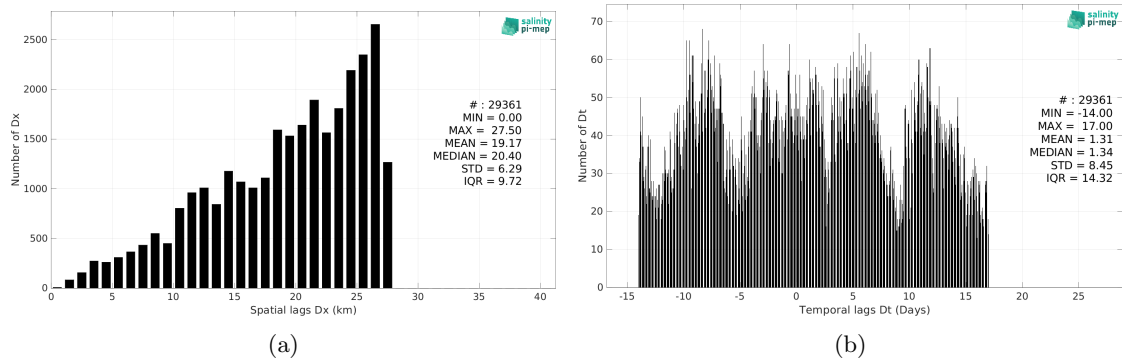 2500
2000
1500
1000
500
0
Number of Dx
0 5 10 15 20 25 30 35 40
Spatial lags Dx (km)
salinity
pi-mep
# : 29361
MIN = 0.00
MAX = 27.50
MEAN = 19.17
MEDIAN = 20.40
STD = 6.29
IQR = 9.72
(a)
70
60
50
40
30
20
10
0
Number of Dt
-15 -10 -5 0 5 10 15 20 25
Temporal lags Dt (Days)
salinity
pi-mep
# : 29361
MIN = -14.00
MAX = 17.00
MEAN = 1.31
MEDIAN = 1.34
STD = 8.45
IQR = 14.32
(b)